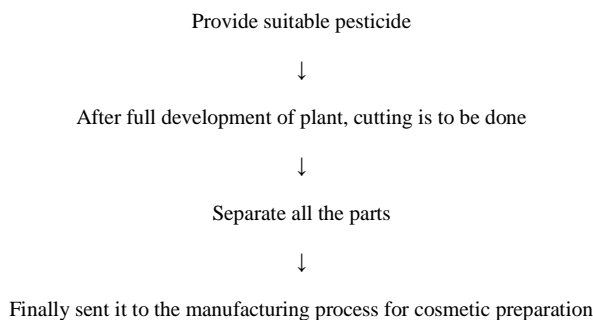 Provide suitable pesticide
↓
After full development of plant, cutting is to be done
↓
Separate all the parts
↓
Finally sent it to the manufacturing process for cosmetic preparation